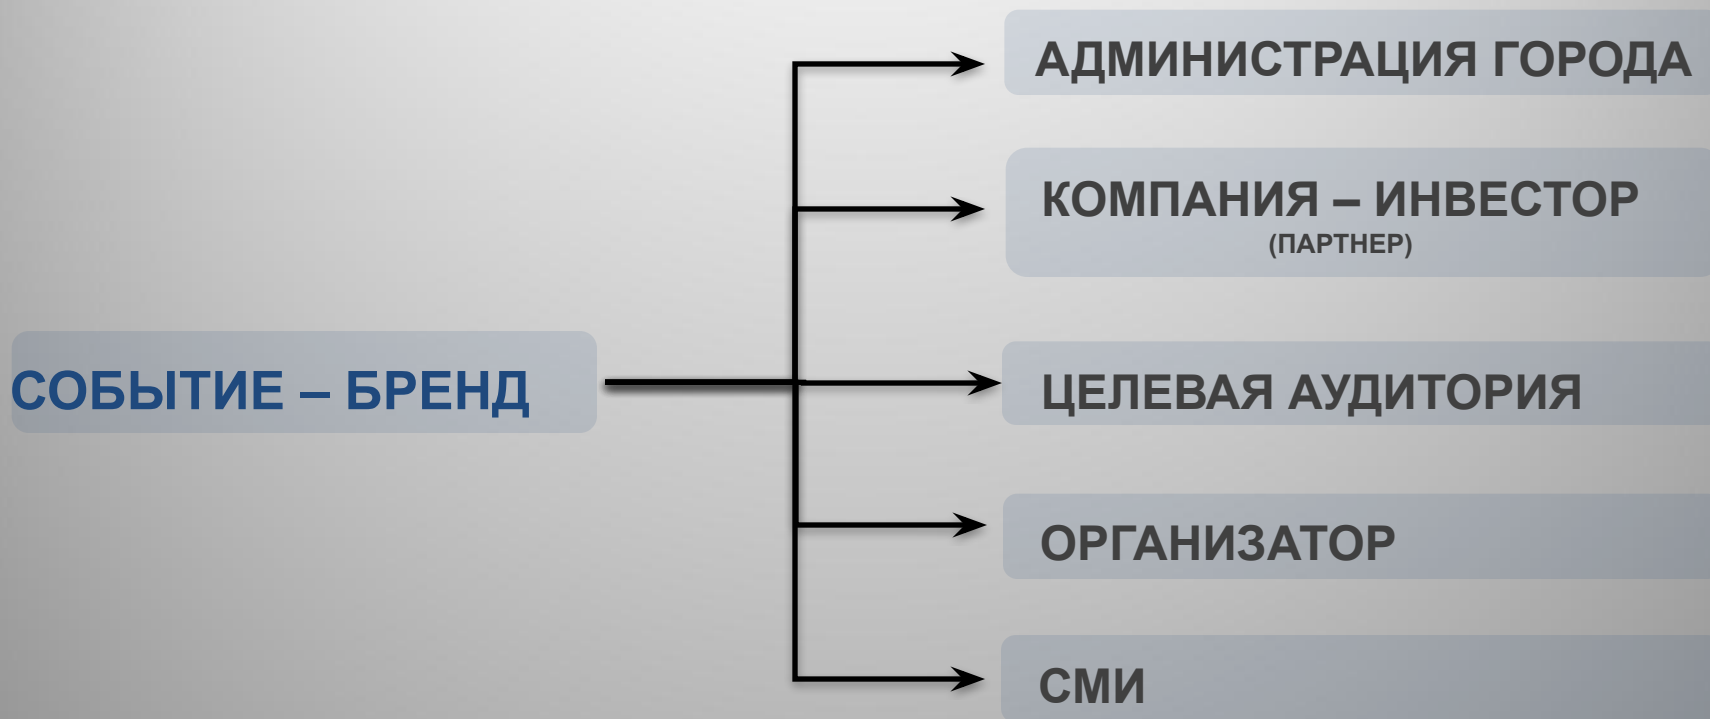 АДМИНИСТРАЦИЯ ГОРОДА
КОМПАНИЯ – ИНВЕСТОР
(ПАРТНЕР)
СОБЫТИЕ – БРЕНД
ЦЕЛЕВАЯ АУДИТОРИЯ
ОРГАНИЗАТОР
СМИ